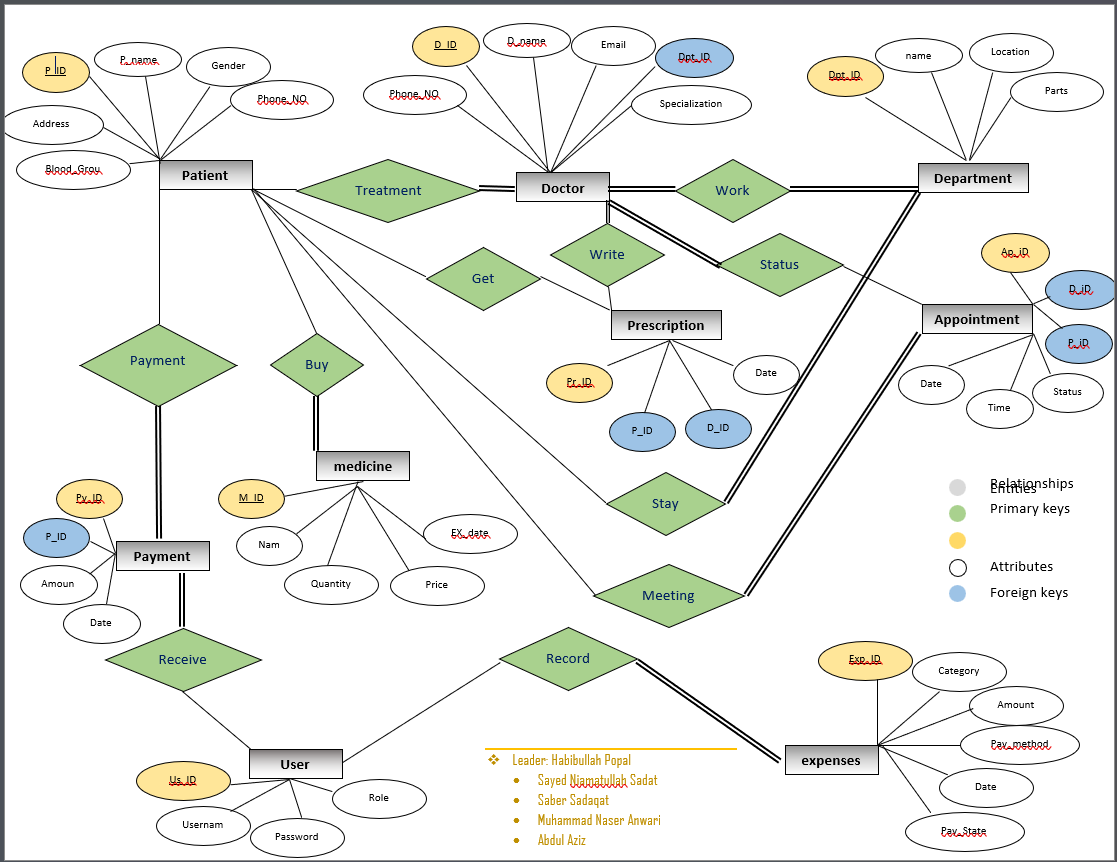 P_ID
P_name
Gender
Phone_NO
Address
Blood_Grou
Patient
D_ID
D_name
Email
Dpt_ID
Phone_NO
Specialization
Doctor
Dpt_ID
name
Location
Parts
Department
Treatment
Work
Get
Write
Status
Prescription
Pr_ID
P_ID
D_ID
Date
Ap_iD
D_iD
P_iD
Appointment
Date
Time
Status
Payment
Buy
medicine
M_ID
Nam
Quantity
Price
EX_date
Stay
Meeting
Py_ID
P_ID
Payment
Amoun
Date
Receive
Record
Relationships
Entities
Primary keys
Attributes
Foreign keys
User
Us_ID
Usernam
Password
Role
Exp_ID
Category
Amount
Pay_method
Date
Pay_State
expenses
Leader: Habibullah Popal
Sayed Niamatullah Sadat
Saber Sadaqat
Muhammad Naser Anwari
Abdul Aziz